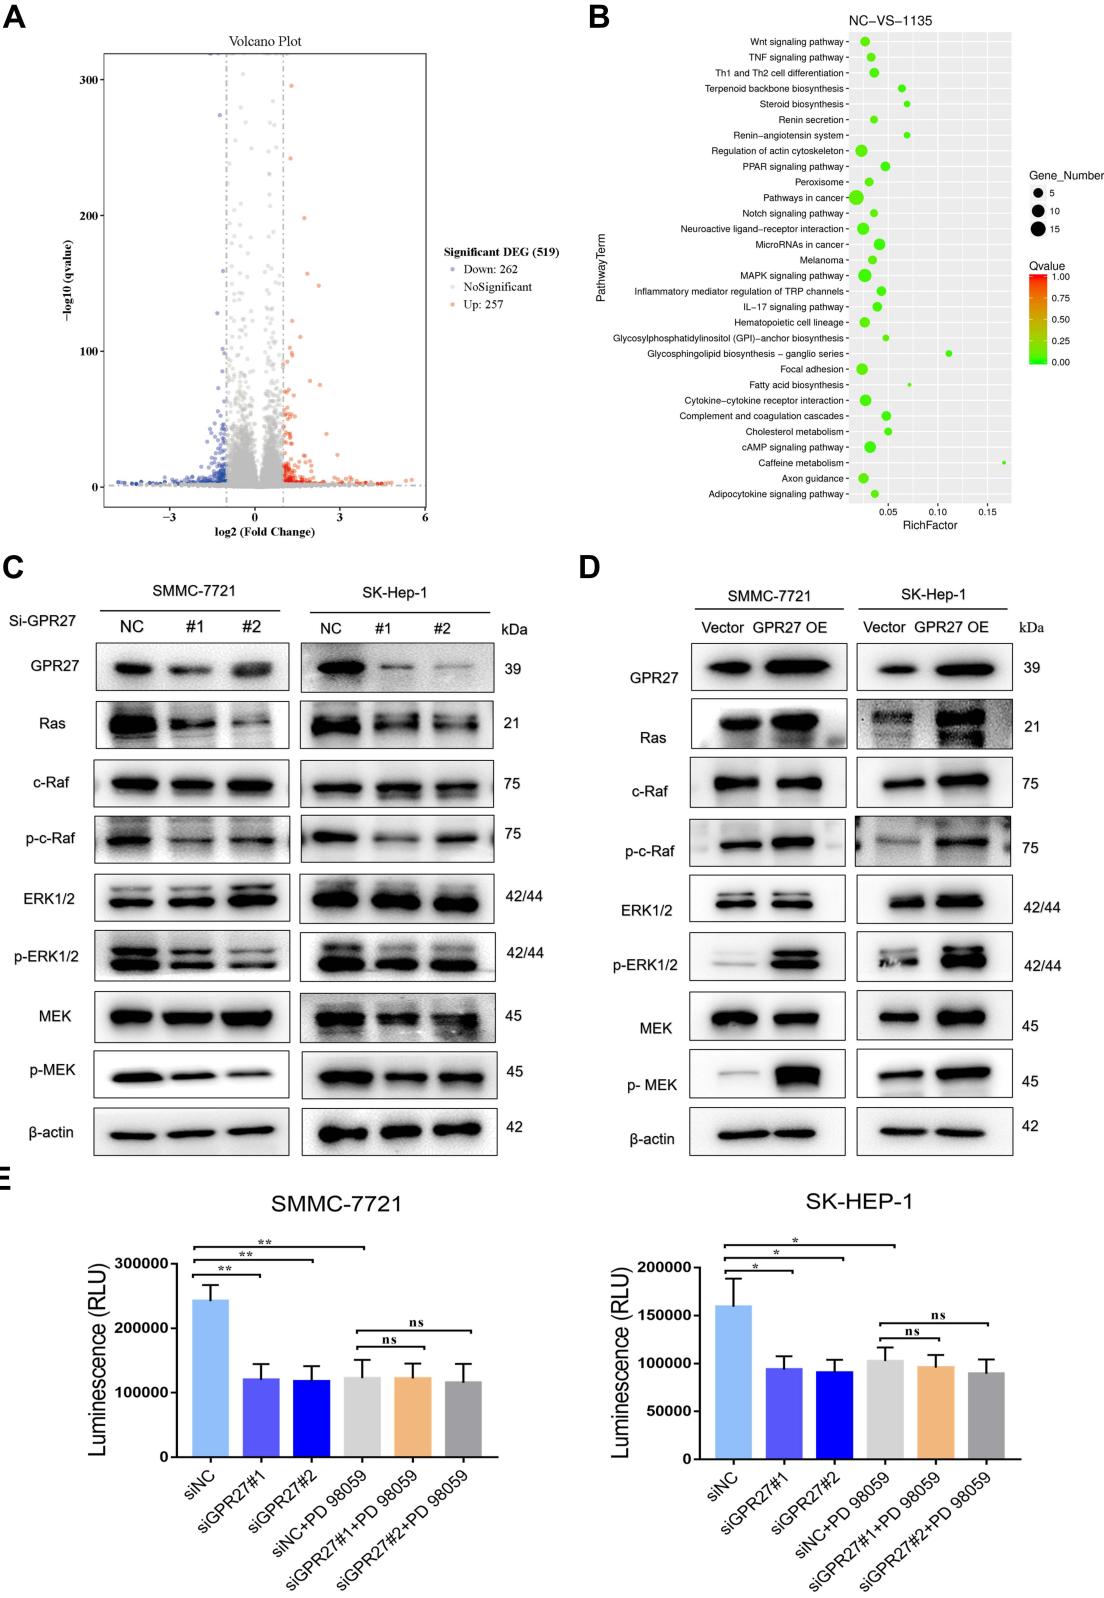 A
Volcano Plot
300
200
100
0
−log10 (qvalue)
−3
0
3
6
log2 (Fold Change)
Significant DEG (519)
Down: 262
NoSignificant
Up: 257
B
NC−VS−1135
PathwayTerm
Wnt signaling pathway
TNF signaling pathway
Th1 and Th2 cell differentiation
Terpenoid backbone biosynthesis
Steroid biosynthesis
Renin secretion
Renin−angiotensin system
Regulation of actin cytoskeleton
PPAR signaling pathway
Peroxisome
Pathways in cancer
Notch signaling pathway
Neuroactive ligand−receptor interaction
MicroRNAs in cancer
Melanoma
MAPK signaling pathway
Inflammatory mediator regulation of TRP channels
IL−17 signaling pathway
Hematopoietic cell lineage
Glycosylphosphatidylinositol (GPI)−anchor biosynthesis
Glycosphingolipid biosynthesis − ganglio series
Focal adhesion
Fatty acid biosynthesis
Cytokine−cytokine receptor interaction
Complement and coagulation cascades
Cholesterol metabolism
cAMP signaling pathway
Caffeine metabolism
Axon guidance
Adipocytokine signaling pathway
0.05
0.10
0.15
RichFactor
Gene_Number
5
10
15
Qvalue
1.00
0.75
0.50
0.25
0.00
C
SMMC-7721
SK-Hep-1
Si-GPR27
NC
#1
#2
NC
#1
#2
kDa
GPR27
39
Ras
21
c-Raf
75
p-c-Raf
75
ERK1/2
42/44
p-ERK1/2
42/44
MEK
45
p-MEK
45
β-actin
42
D
SMMC-7721
SK-Hep-1
Vector
GPR27 OE
Vector
GPR27 OE
kDa
GPR27
39
Ras
21
c-Raf
75
p-c-Raf
75
ERK1/2
42/44
p-ERK1/2
42/44
MEK
45
p- MEK
45
β-actin
42
E
SMMC-7721
Luminescence (RLU)
300000
200000
100000
0
**
**
**
ns
ns
siNC
siGPR27#1
siGPR27#2
siNC+PD 98059
siGPR27#1+PD 98059
siGPR27#2+PD 98059
SK-HEP-1
Luminescence (RLU)
200000
150000
100000
50000
0
*
*
*
ns
ns
siNC
siGPR27#1
siGPR27#2
siNC+PD 98059
siGPR27#1+PD 98059
siGPR27#2+PD 98059